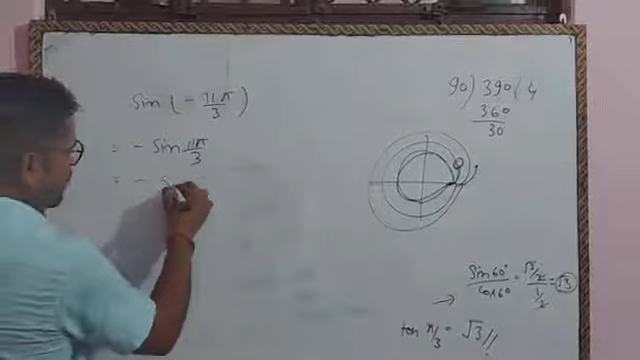 sin (- 11π/3)
= - sin 11π/3
= -
90) 390 ( 4
360
30
sin60°/cos60 = √3/2 / 1/2 = √3
tan π/3 = √3 //